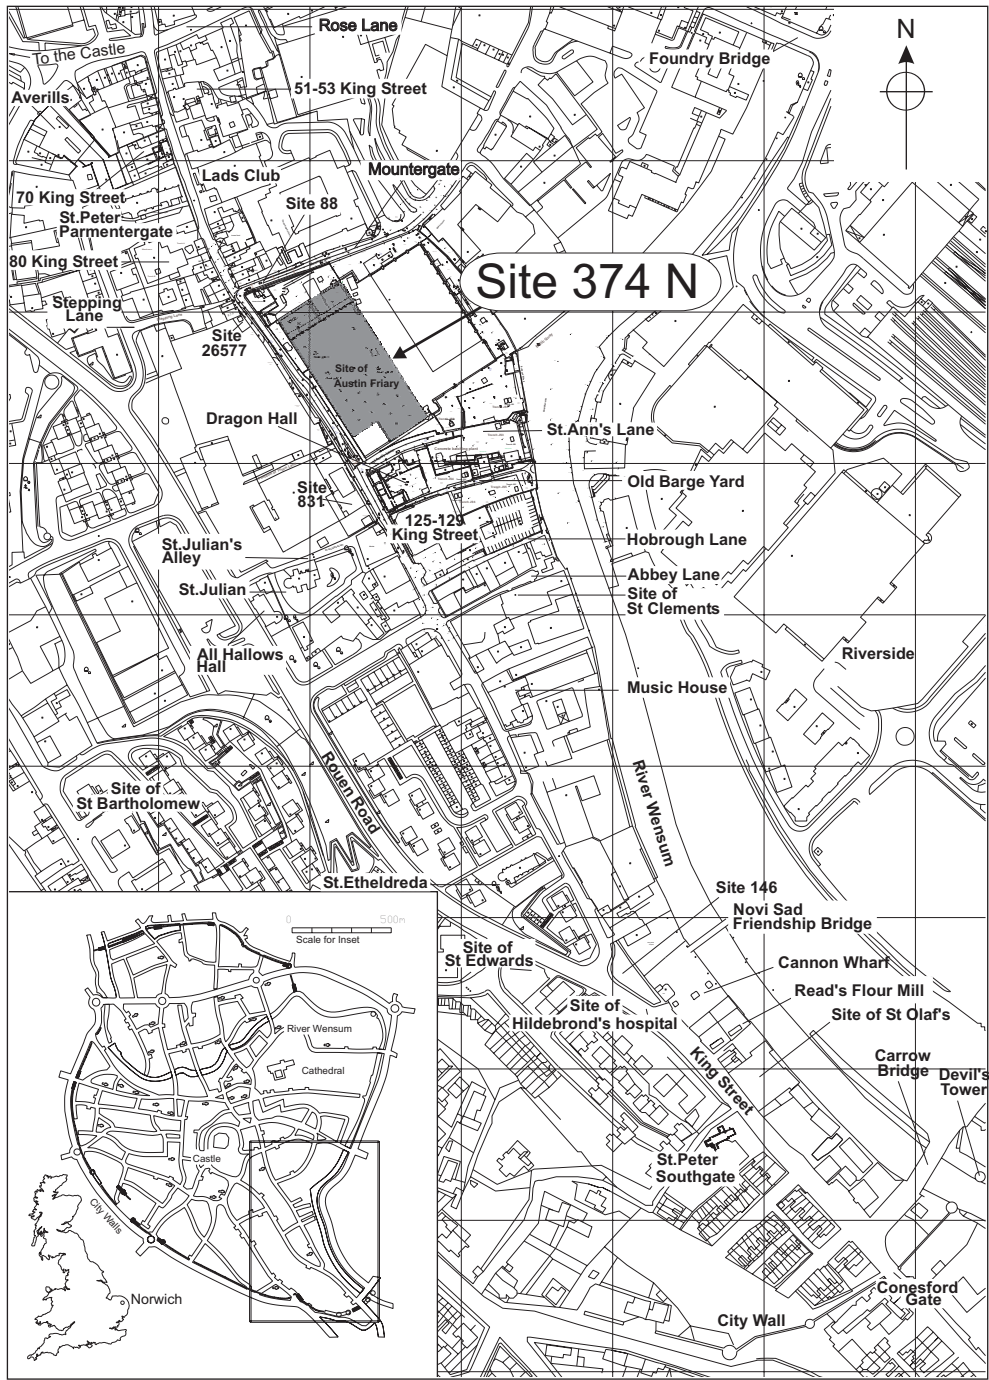 Rose Lane
N
To the Castle
Foundry Bridge
51-53 King Street
Averills
Mountergate
Lads Club
70 King Street
Site 88
St.Peter
Parmentergate
80 King Street
Site 374 N
Stepping
Lane
Site
26577
Site of
Austin Friary
Dragon Hall
St.Ann's Lane
Old Barge Yard
Site
831
125-129
King Street
Hobrough Lane
St.Julian's
Alley
Abbey Lane
St.Julian
Site of
St Clements
All Hallows
Hall
Riverside
Music House
Rouen Road
River Wensum
Site of
St Bartholomew
St.Etheldreda
Site 146
Novi Sad
Friendship Bridge
Site of
St Edwards
Cannon Wharf
Read's Flour Mill
Site of
Hildebrond's hospital
Site of St Olaf's
King Street
Carrow
Bridge
Devil's
Tower
St.Peter
Southgate
Conesford
Gate
City Wall
0 500m
Scale for Inset
River Wensum
Cathedral
Castle
City Walls
Norwich